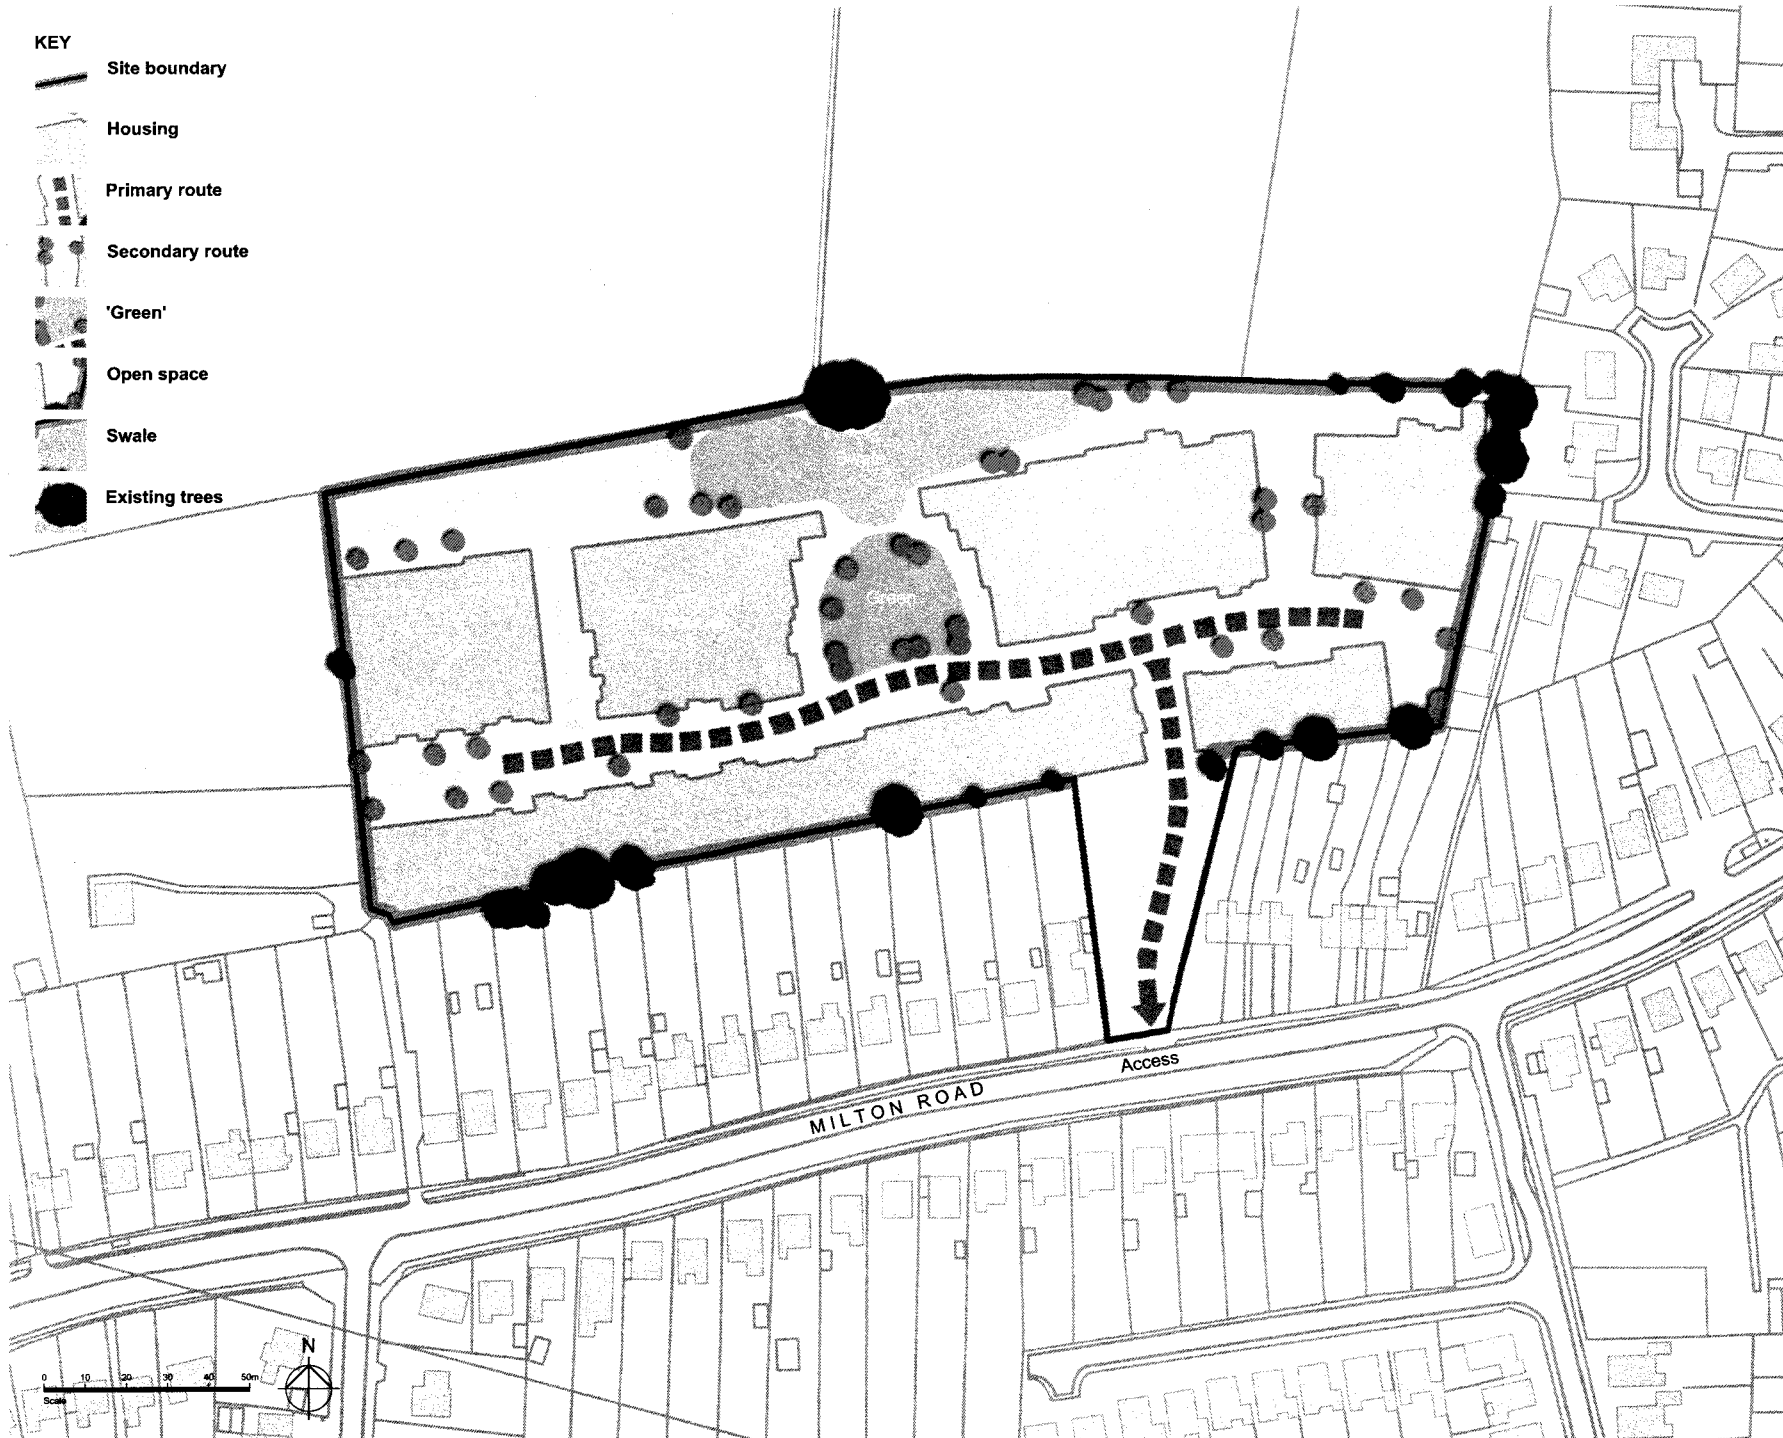 KEY
Site boundary
Housing
Primary route
Secondary route
'Green'
Open space
Swale
Existing trees
Green
Access
MILTON ROAD
N
0 10 20 30 40 50m
Scale